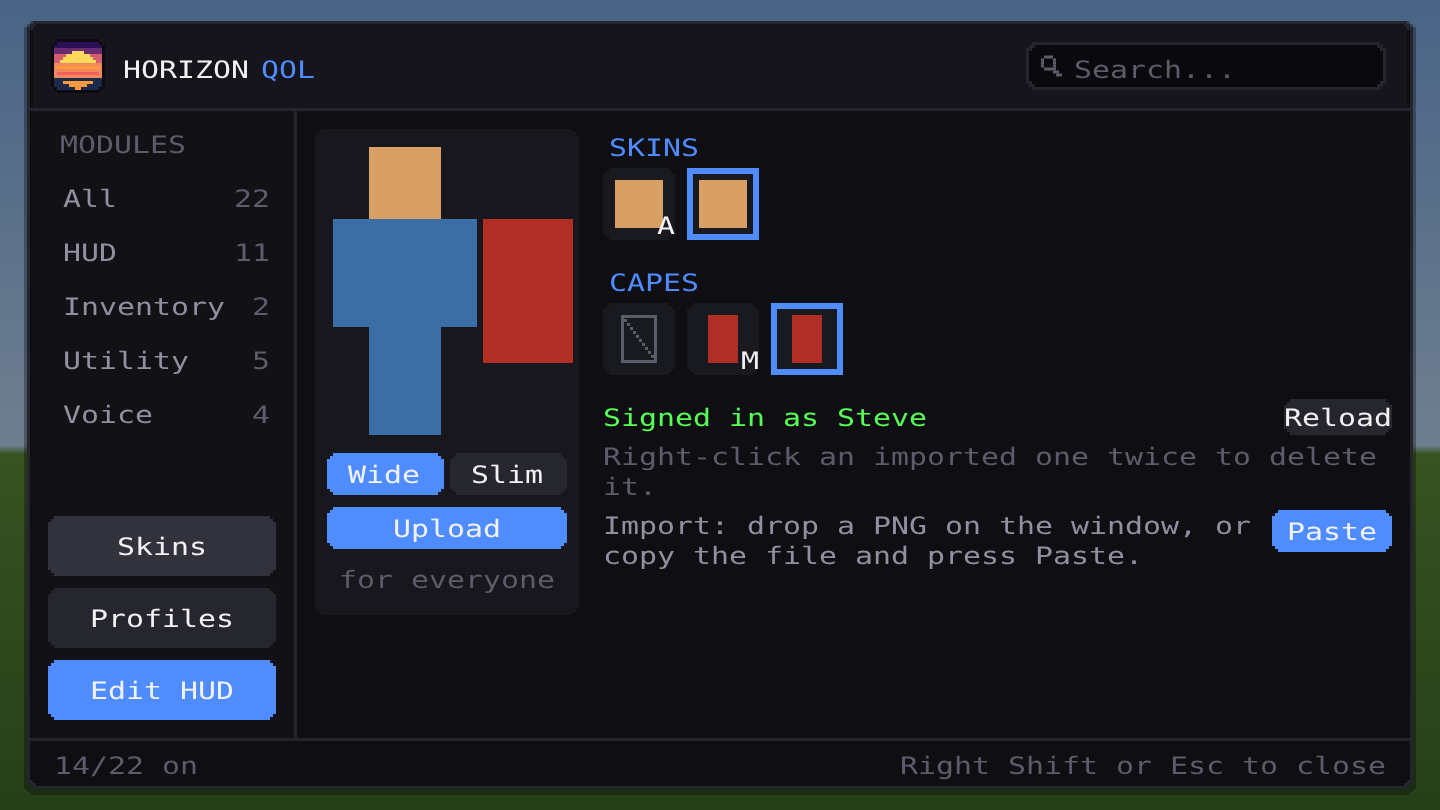 HORIZON QOL
Search...
MODULES
All 22
HUD 11
Inventory 2
Utility 5
Voice 4
Skins
Profiles
Edit HUD
Wide Slim
Upload
for everyone
SKINS
A
CAPES
M
Signed in as Steve
Reload
Right-click an imported one twice to delete
it.
Import: drop a PNG on the window, or
copy the file and press Paste.
Paste
14/22 on
Right Shift or Esc to close